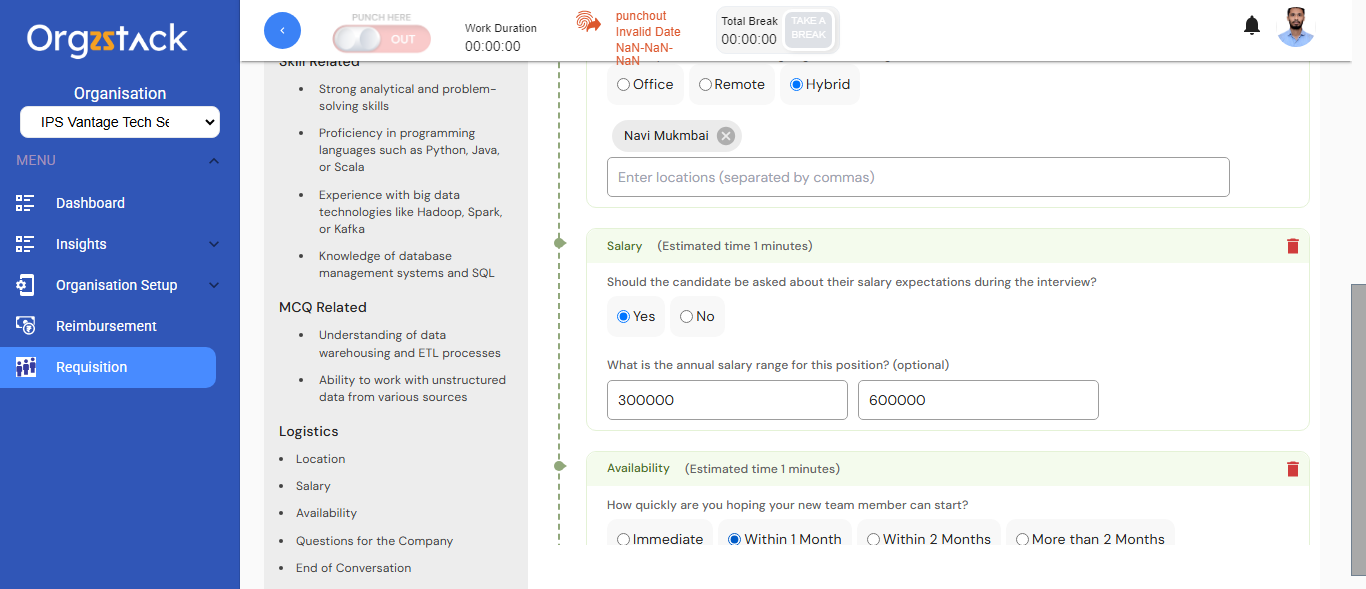 Orgzstack
Organisation
IPS Vantage Tech Se
MENU
Dashboard
Insights
Organisation Setup
Reimbursement
Requisition
PUNCH HERE
OUT
Work Duration
00:00:00
punchout
Invalid Date
NaN-NaN-
NaN
Total Break
00:00:00
TAKE A
BREAK
Skill Related
Strong analytical and problem-
solving skills
Proficiency in programming
languages such as Python, Java,
or Scala
Experience with big data
technologies like Hadoop, Spark,
or Kafka
Knowledge of database
management systems and SQL
MCQ Related
Understanding of data
warehousing and ETL processes
Ability to work with unstructured
data from various sources
Logistics
Location
Salary
Availability
Questions for the Company
End of Conversation
Office Remote Hybrid
Navi Mukmbai
Enter locations (separated by commas)
Salary (Estimated time 1 minutes)
Should the candidate be asked about their salary expectations during the interview?
Yes No
What is the annual salary range for this position? (optional)
300000 600000
Availability (Estimated time 1 minutes)
How quickly are you hoping your new team member can start?
Immediate Within 1 Month Within 2 Months More than 2 Months